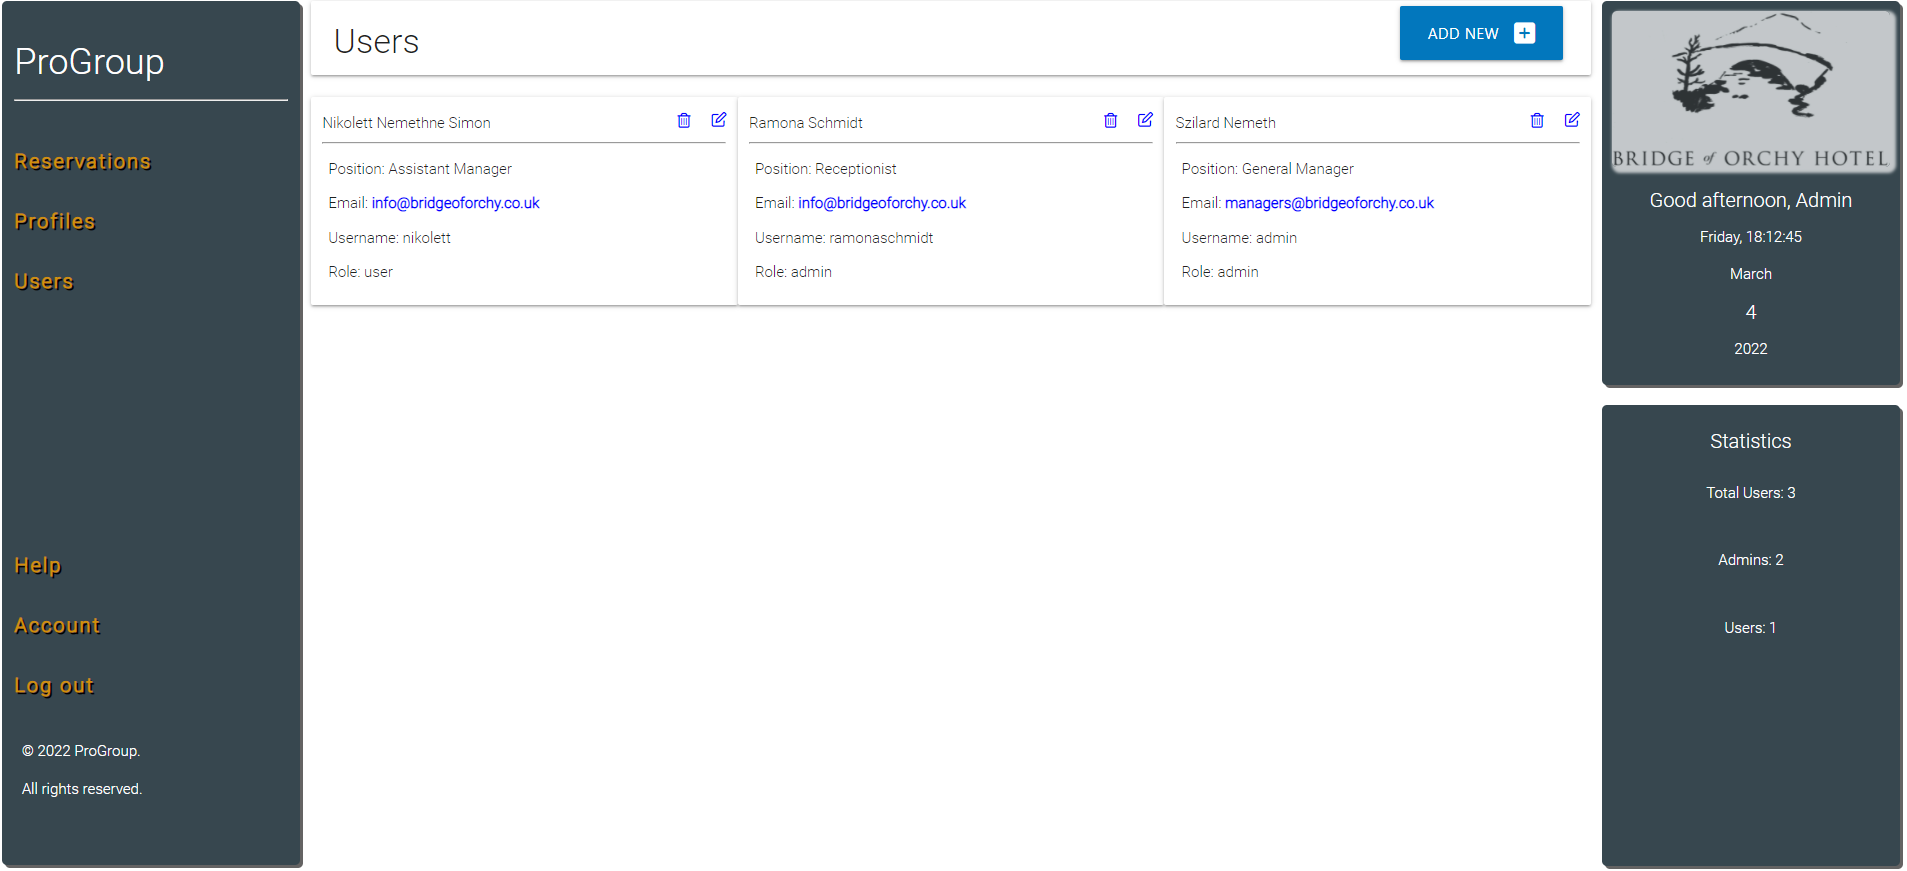 ProGroup
Reservations
Profiles
Users
Help
Account
Log out
© 2022 ProGroup.
All rights reserved.
Users
ADD NEW
Nikolett Nemethne Simon
Position: Assistant Manager
Email: info@bridgeoforchy.co.uk
Username: nikolett
Role: user
Ramona Schmidt
Position: Receptionist
Email: info@bridgeoforchy.co.uk
Username: ramonaschmidt
Role: admin
Szilard Nemeth
Position: General Manager
Email: managers@bridgeoforchy.co.uk
Username: admin
Role: admin
BRIDGE of ORCHY HOTEL
Good afternoon, Admin
Friday, 18:12:45
March
4
2022
Statistics
Total Users: 3
Admins: 2
Users: 1